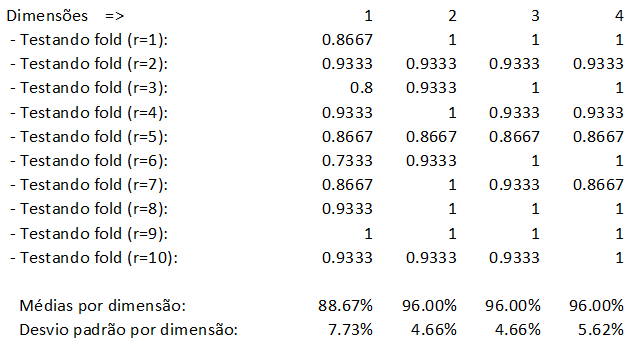 Dimensões => 1 2 3 4
- Testando fold (r=1): 0.8667 1 1 1
- Testando fold (r=2): 0.9333 0.9333 0.9333 0.9333
- Testando fold (r=3): 0.8 0.9333 1 1
- Testando fold (r=4): 0.9333 1 0.9333 0.9333
- Testando fold (r=5): 0.8667 0.8667 0.8667 0.8667
- Testando fold (r=6): 0.7333 0.9333 1 1
- Testando fold (r=7): 0.8667 1 0.9333 0.8667
- Testando fold (r=8): 0.9333 1 1 1
- Testando fold (r=9): 1 1 1 1
- Testando fold (r=10): 0.9333 0.9333 0.9333 1
Médias por dimensão: 88.67% 96.00% 96.00% 96.00%
Desvio padrão por dimensão: 7.73% 4.66% 4.66% 5.62%